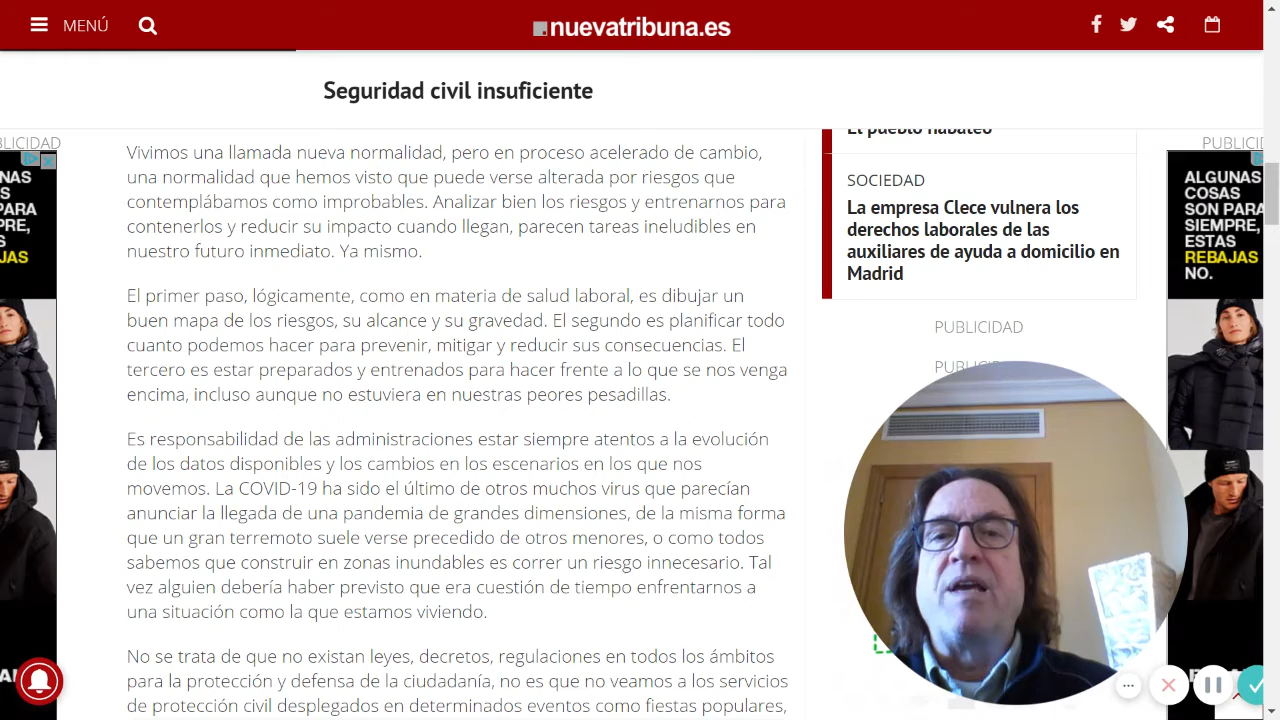 MENÚ
nuevatribuna.es
Seguridad civil insuficiente
Vivimos una llamada nueva normalidad, pero en proceso acelerado de cambio,
una normalidad que hemos visto que puede verse alterada por riesgos que
contemplábamos como improbables. Analizar bien los riesgos y entrenarnos para
contenerlos y reducir su impacto cuando llegan, parecen tareas ineludibles en
nuestro futuro inmediato. Ya mismo.
El primer paso, lógicamente, como en materia de salud laboral, es dibujar un
buen mapa de los riesgos, su alcance y su gravedad. El segundo es planificar todo
cuanto podemos hacer para prevenir, mitigar y reducir sus consecuencias. El
tercero es estar preparados y entrenados para hacer frente a lo que se nos venga
encima, incluso aunque no estuviera en nuestras peores pesadillas.
Es responsabilidad de las administraciones estar siempre atentos a la evolución
de los datos disponibles y los cambios en los escenarios en los que nos
movemos. La COVID-19 ha sido el último de otros muchos virus que parecían
anunciar la llegada de una pandemia de grandes dimensiones, de la misma forma
que un gran terremoto suele verse precedido de otros menores, o como todos
sabemos que construir en zonas inundables es correr un riesgo innecesario. Tal
vez alguien debería haber previsto que era cuestión de tiempo enfrentarnos a
una situación como la que estamos viviendo.
No se trata de que no existan leyes, decretos, regulaciones en todos los ámbitos
para la protección y defensa de la ciudadanía, no es que no veamos a los servicios
de protección civil desplegados en determinados eventos como fiestas populares,
El pueblo nabateo
SOCIEDAD
La empresa Clece vulnera los
derechos laborales de las
auxiliares de ayuda a domicilio en
Madrid
PUBLICIDAD
PUBLICID
BLICIDAD
NAS
S
PARA
PRE,
S
JAS
PUBLICI
ALGUNAS
COSAS
SON PARA
SIEMPRE,
ESTAS
REBAJAS
NO.